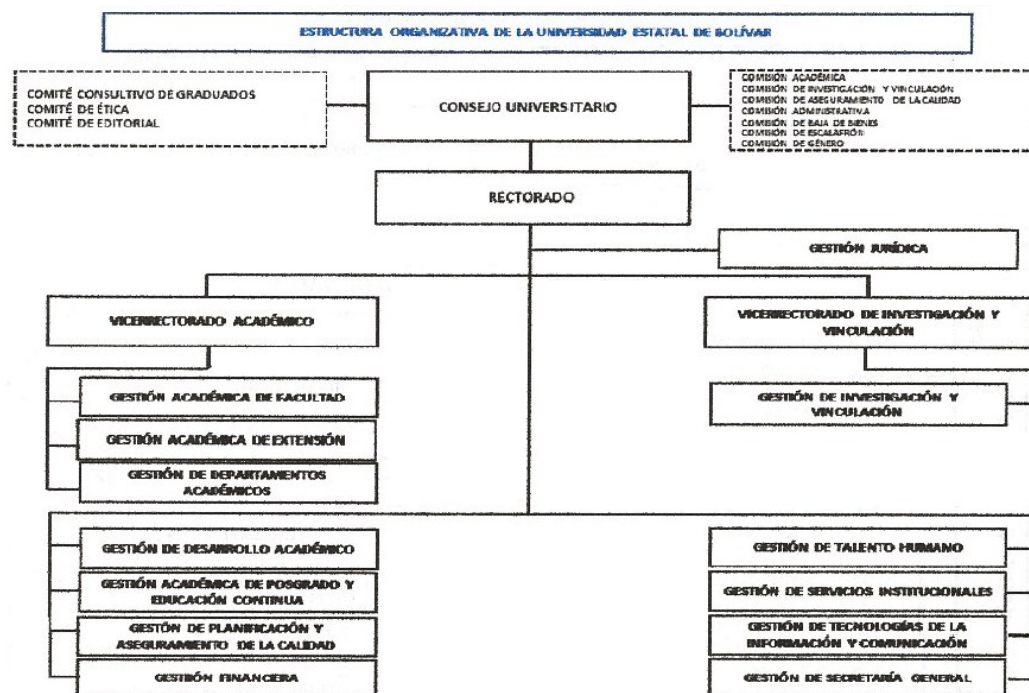 ESTRUCTURA ORGANIZATIVA DE LA UNIVERSIDAD ESTATAL DE BOLÍVAR
COMITÉ CONSULTIVO DE GRADUADOS
COMITÉ DE ÉTICA
COMITÉ DE EDITORIAL
CONSEJO UNIVERSITARIO
COMISIÓN ACADÉMICA
COMISIÓN DE INVESTIGACIÓN Y VINCULACIÓN
COMISIÓN DE ASEGURAMIENTO DE LA CALIDAD
COMISIÓN ADMINISTRATIVA
COMISIÓN DE BAJA DE BIENES
COMISIÓN DE ESCALAFRÓN
COMISIÓN DE GÉNERO
RECTORADO
GESTIÓN JURÍDICA
VICERRECTORADO ACADÉMICO
VICERRECTORADO DE INVESTIGACIÓN Y
VINCULACIÓN
GESTIÓN ACADÉMICA DE FACULTAD
GESTIÓN ACADÉMICA DE EXTENSIÓN
GESTIÓN DE DEPARTAMENTOS
ACADÉMICOS
GESTIÓN DE INVESTIGACIÓN Y
VINCULACIÓN
GESTIÓN DE DESARROLLO ACADÉMICO
GESTIÓN ACADÉMICA DE POSGRADO Y
EDUCACIÓN CONTINUA
GESTÓN DE PLANIFICACIÓN Y
ASEGURAMIENTO DE LA CALIDAD
GESTIÓN FINANCIERA
GESTIÓN DE TALENTO HUMANO
GESTIÓN DE SERVICIOS INSTITUCIONALES
GESTIÓN DE TECNOLOGÍAS DE LA
INFORMACIÓN Y COMUNICACIÓN
GESTIÓN DE SECRETARÍA GENERAL